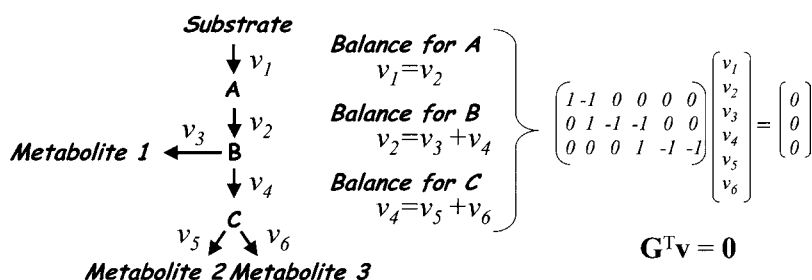 Substrate
v1
A
v3
v2
Metabolite 1
B
v4
C
v5
v6
Metabolite 2 Metabolite 3
Balance for A
v1=v2
Balance for B
v2=v3+v4
Balance for C
v4=v5+v6
1 -1 0 0 0 0
0 1 -1 -1 0 0
0 0 0 1 -1 -1
v1
v2
v3
v4
v5
v6
=
0
0
0
GTv = 0